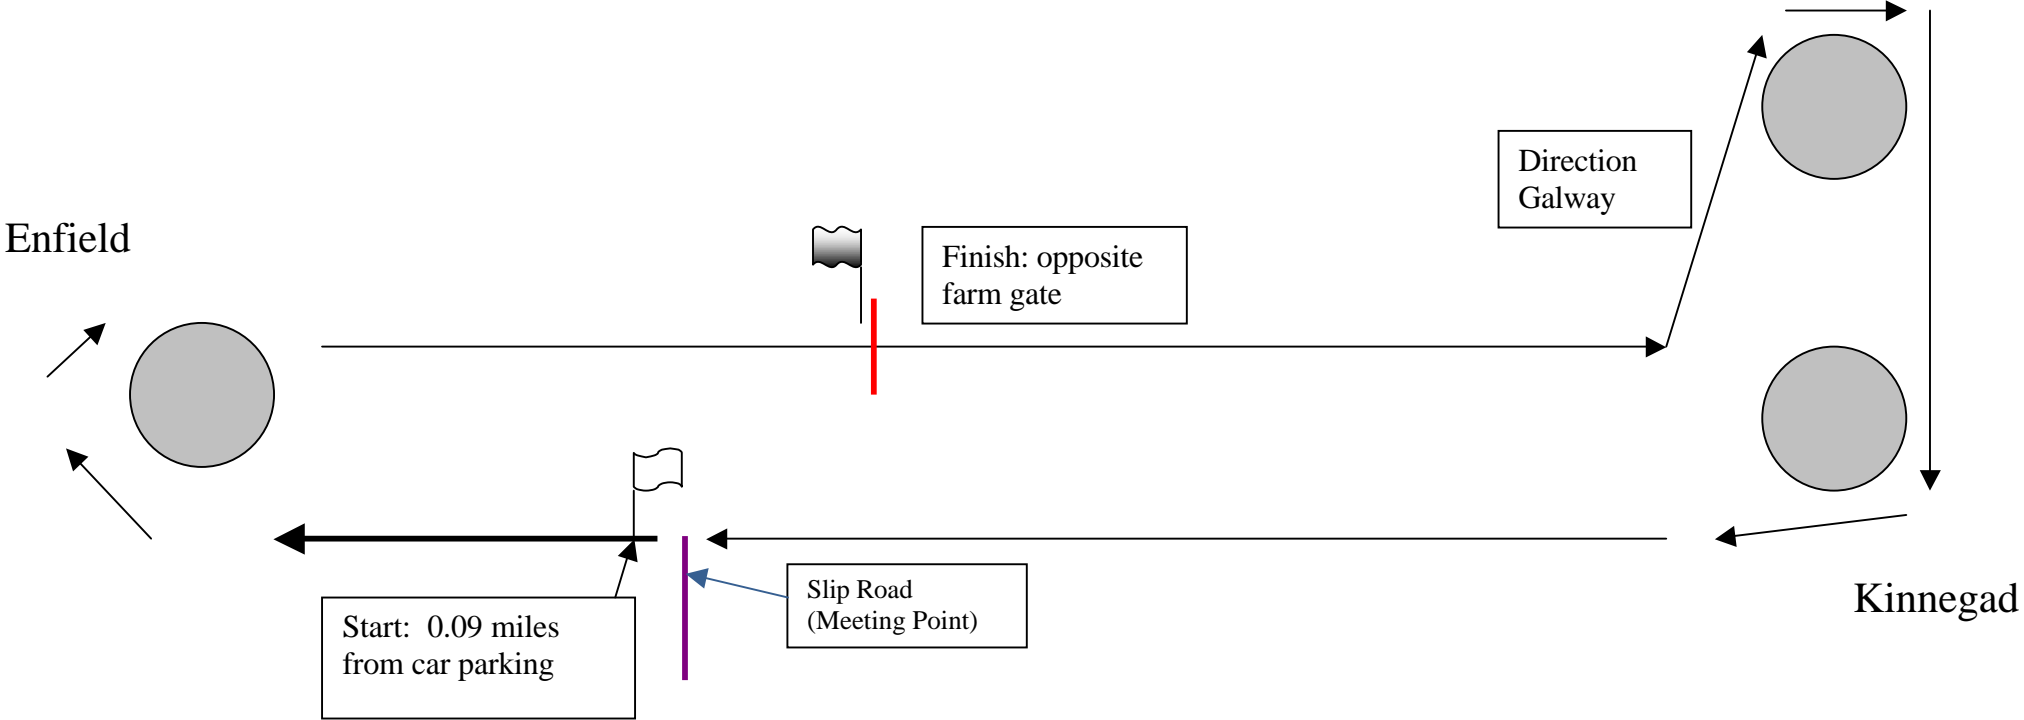 Direction
Galway
Enfield
Finish: opposite
farm gate
Slip Road
(Meeting Point)
Kinnegad
Start:  0.09 miles
from car parking